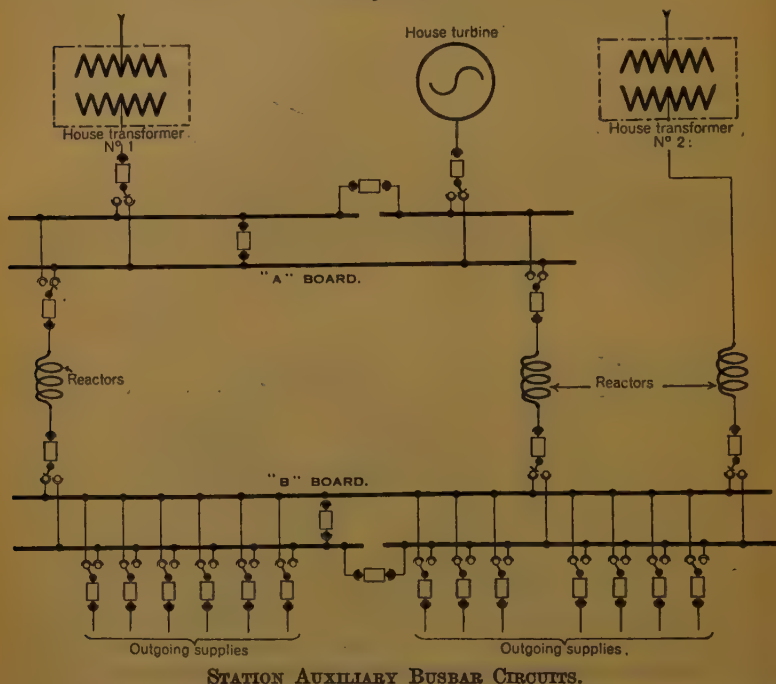 House turbine
House transformer
Nº 1
House transformer
Nº 2:
"A" BOARD.
Reactors
Reactors
"B" BOARD.
Outgoing supplies
Outgoing supplies.
STATION AUXILIARY BUSBAR CIRCUITS.